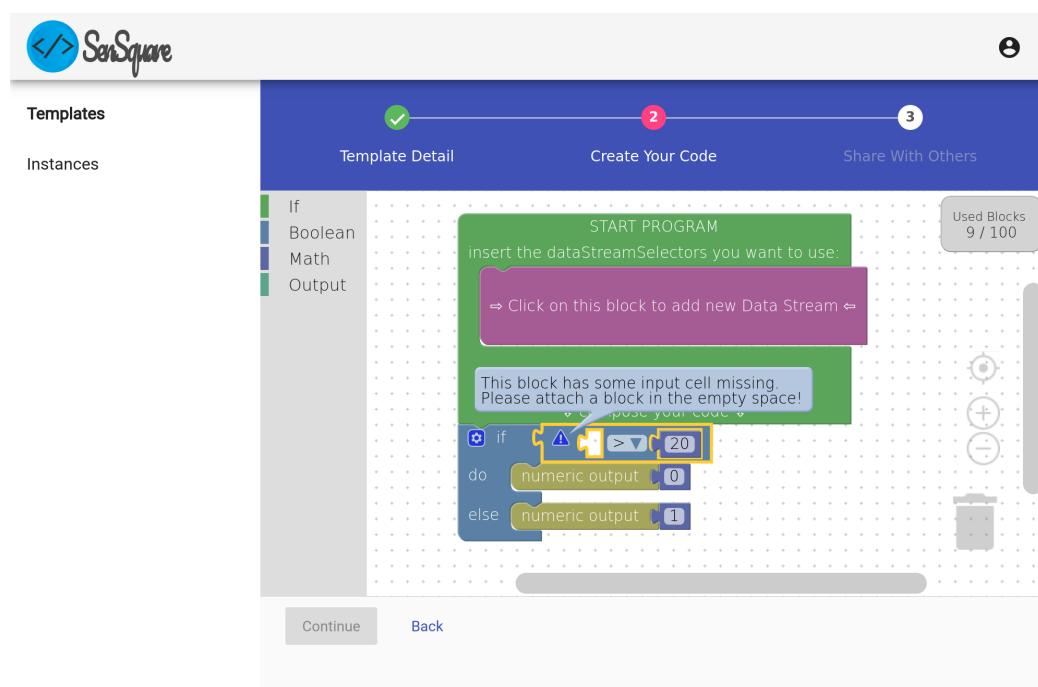 </> SenSquare
Templates
Instances
2
3
Template Detail
Create Your Code
Share With Others
If
Boolean
Math
Output
Used Blocks
9 / 100
START PROGRAM
insert the dataStreamSelectors you want to use:
⇨ Click on this block to add new Data Stream ⇦
This block has some input cell missing.
Please attach a block in the empty space!
your code
if > ▼ 20
do numeric output 0
else numeric output 1
Continue
Back